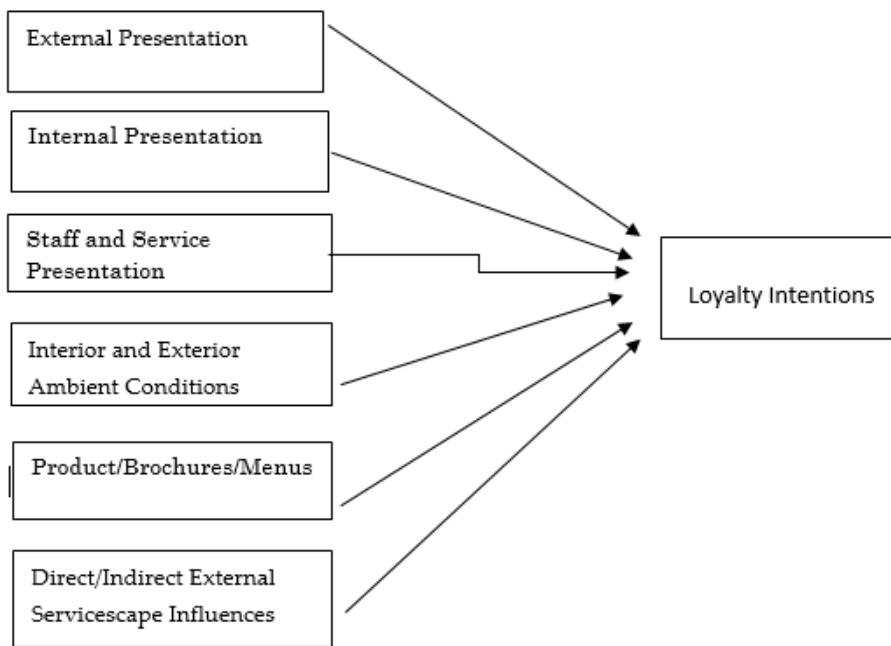 External Presentation
Internal Presentation
Staff and Service
Presentation
Interior and Exterior
Ambient Conditions
Product/Brochures/Menus
Direct/Indirect External
Servicescape Influences
Loyalty Intentions